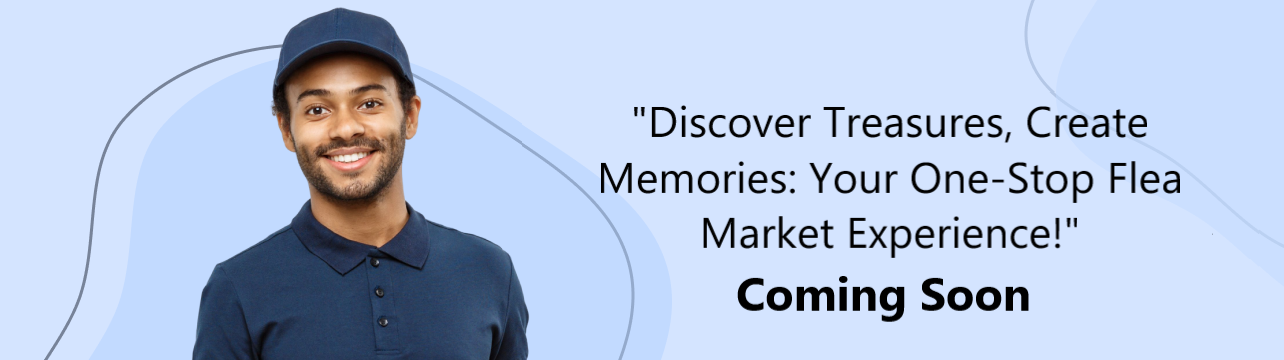 "Discover Treasures, Create
Memories: Your One-Stop Flea
Market Experience!"
Coming Soon